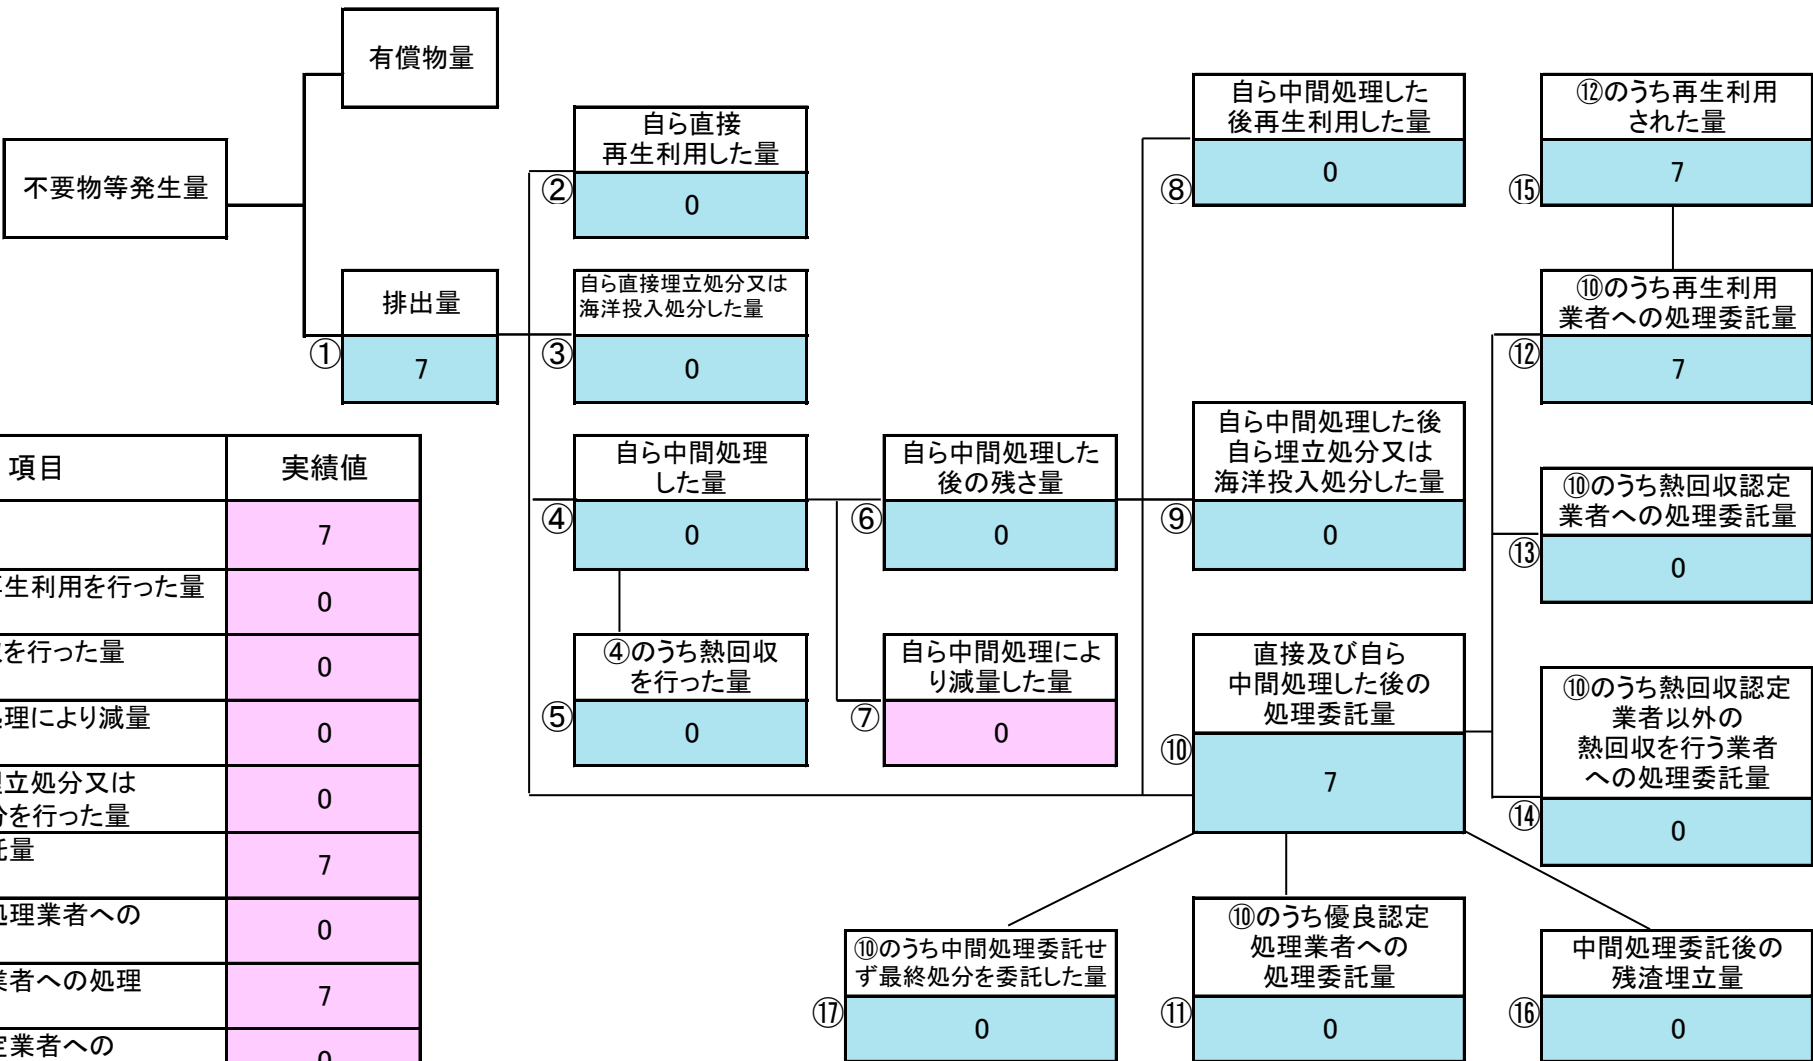 有償物量
不要物等発生量
排出量
①
7
自ら直接
再生利用した量
②
0
自ら直接埋立処分又は
海洋投入処分した量
③
0
自ら中間処理
した量
④
0
④のうち熱回収
を行った量
⑤
0
自ら中間処理した
後の残さ量
⑥
0
自ら中間処理によ
り減量した量
⑦
0
自ら中間処理した
後再生利用した量
⑧
0
自ら中間処理した後
自ら埋立処分又は
海洋投入処分した量
⑨
0
直接及び自ら
中間処理した後の
処理委託量
⑩
7
⑫のうち再生利用
された量
⑮
7
⑩のうち再生利用
業者への処理委託量
⑫
7
⑩のうち熱回収認定
業者への処理委託量
⑬
0
⑩のうち熱回収認定
業者以外の
熱回収を行う業者
への処理委託量
⑭
0
⑩のうち中間処理委託せ
ず最終処分を委託した量
⑰
0
⑩のうち優良認定
処理業者への
処理委託量
⑪
0
中間処理委託後の
残渣埋立量
⑯
0
項目 実績値
7
生利用を行った量
0
を行った量
0
理により減量
0
立処分又は
を行った量
0
託量
7
処理業者への
0
業者への処理
7
業者への
0